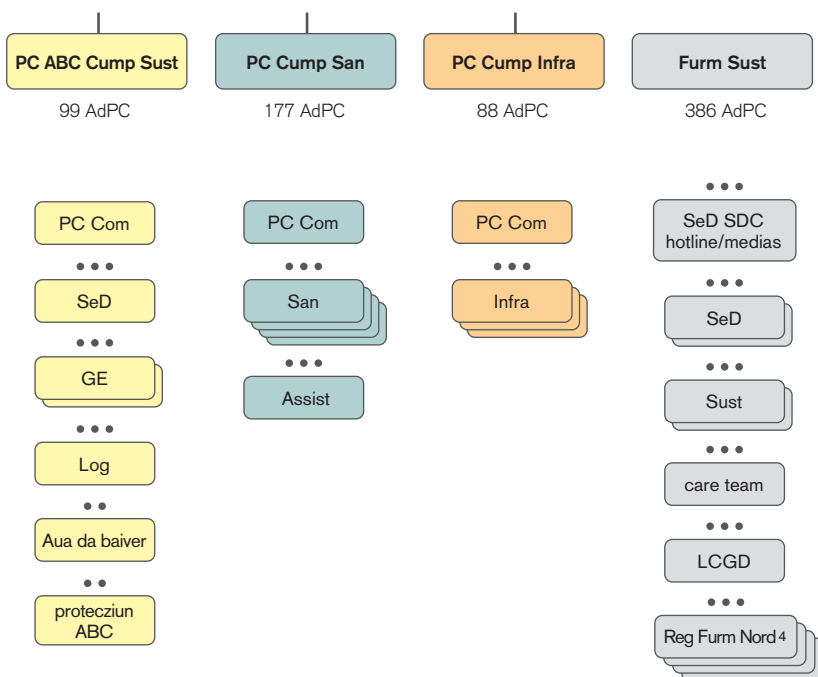 PC ABC Cump Sust
99 AdPC
PC Com
SeD
GE
Log
Aua da baiver
protecziun
ABC
PC Cump San
177 AdPC
PC Com
San
Assist
PC Cump Infra
88 AdPC
PC Com
Infra
Furm Sust
386 AdPC
SeD SDC
hotline/medias
SeD
Sust
care team
LCGD
Reg Furm Nord 4